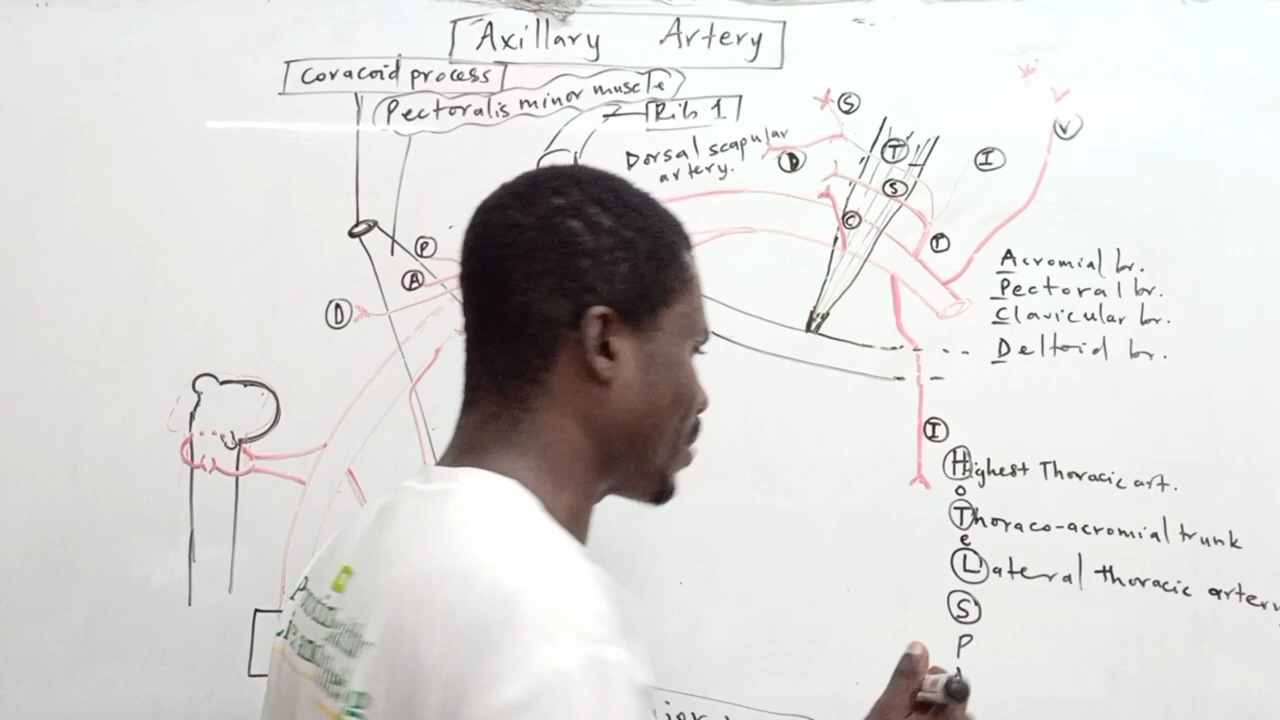 Axillary Artery
Coracoid process
Pectoralis minor muscle
Rib 1
Dorsal scapular
artery.
S
D
T
S
C
I
V
P
P
A
D
Acromial br.
Pectoral br.
Clavicular br.
Deltoid br.
I
Highest Thoracic art.
o
Thoraco-acromial trunk
e
Lateral thoracic artery
S
P